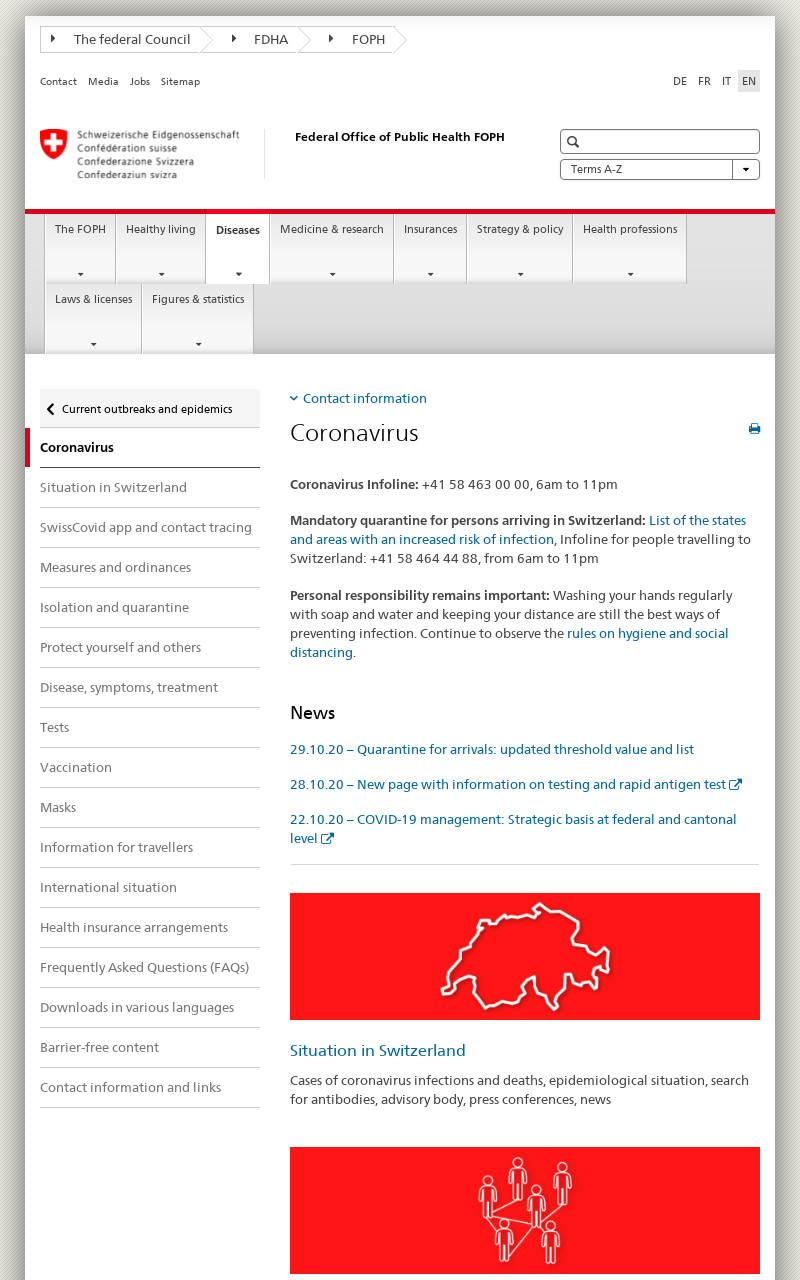 The federal Council FDHA FOPH
Contact Media Jobs Sitemap
DE FR IT EN
Schweizerische Eidgenossenschaft
Confédération suisse
Confederazione Svizzera
Confederaziun svizra
Federal Office of Public Health FOPH
Terms A-Z
The FOPH Healthy living Diseases Medicine & research Insurances Strategy & policy Health professions
Laws & licenses Figures & statistics
Current outbreaks and epidemics
Coronavirus
Situation in Switzerland
SwissCovid app and contact tracing
Measures and ordinances
Isolation and quarantine
Protect yourself and others
Disease, symptoms, treatment
Tests
Vaccination
Masks
Information for travellers
International situation
Health insurance arrangements
Frequently Asked Questions (FAQs)
Downloads in various languages
Barrier-free content
Contact information and links
Contact information
Coronavirus
Coronavirus Infoline: +41 58 463 00 00, 6am to 11pm
Mandatory quarantine for persons arriving in Switzerland: List of the states
and areas with an increased risk of infection, Infoline for people travelling to
Switzerland: +41 58 464 44 88, from 6am to 11pm
Personal responsibility remains important: Washing your hands regularly
with soap and water and keeping your distance are still the best ways of
preventing infection. Continue to observe the rules on hygiene and social
distancing.
News
29.10.20 – Quarantine for arrivals: updated threshold value and list
28.10.20 – New page with information on testing and rapid antigen test
22.10.20 – COVID-19 management: Strategic basis at federal and cantonal
level
Situation in Switzerland
Cases of coronavirus infections and deaths, epidemiological situation, search
for antibodies, advisory body, press conferences, news